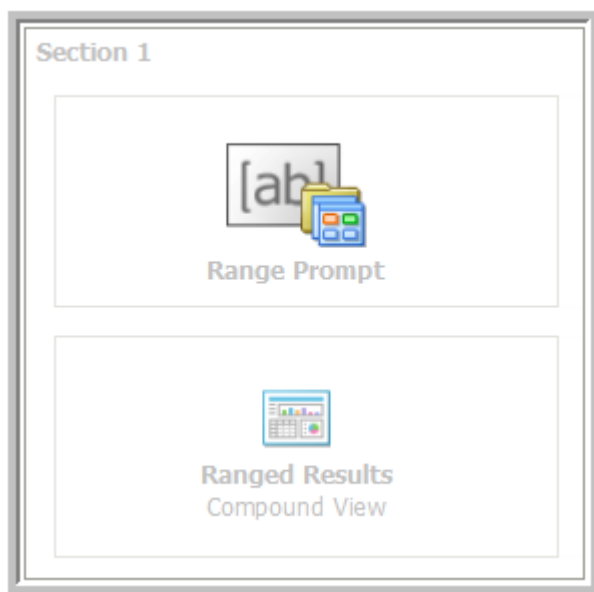 Section 1
[ab]
Range Prompt
Ranged Results
Compound View